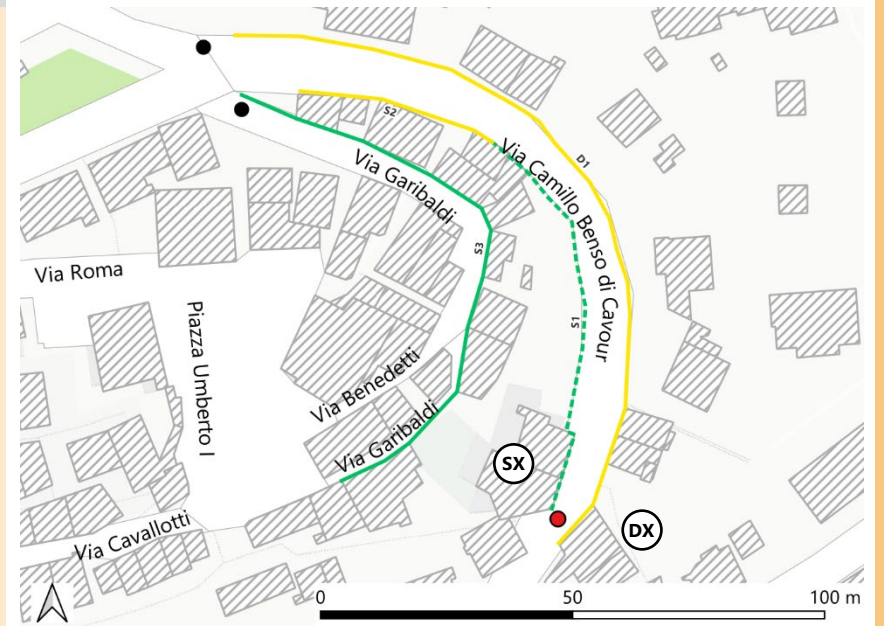 S2
D1
Via Camillo Benso di Cavour
Via Garibaldi
S3
Via Roma
Piazza Umberto I
S1
Via Benedetti
Via Garibaldi
SX
DX
Via Cavallotti
0 50 100 m